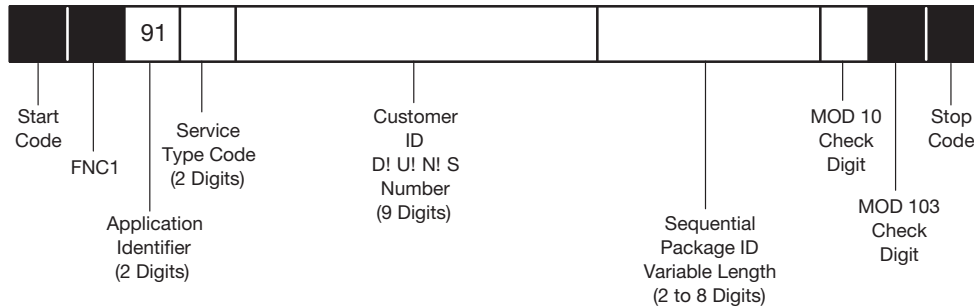 91
Start
Code
FNC1
Application
Identifier
(2 Digits)
Service
Type Code
(2 Digits)
Customer
ID
D! U! N! S
Number
(9 Digits)
Sequential
Package ID
Variable Length
(2 to 8 Digits)
MOD 10
Check
Digit
MOD 103
Check
Digit
Stop
Code